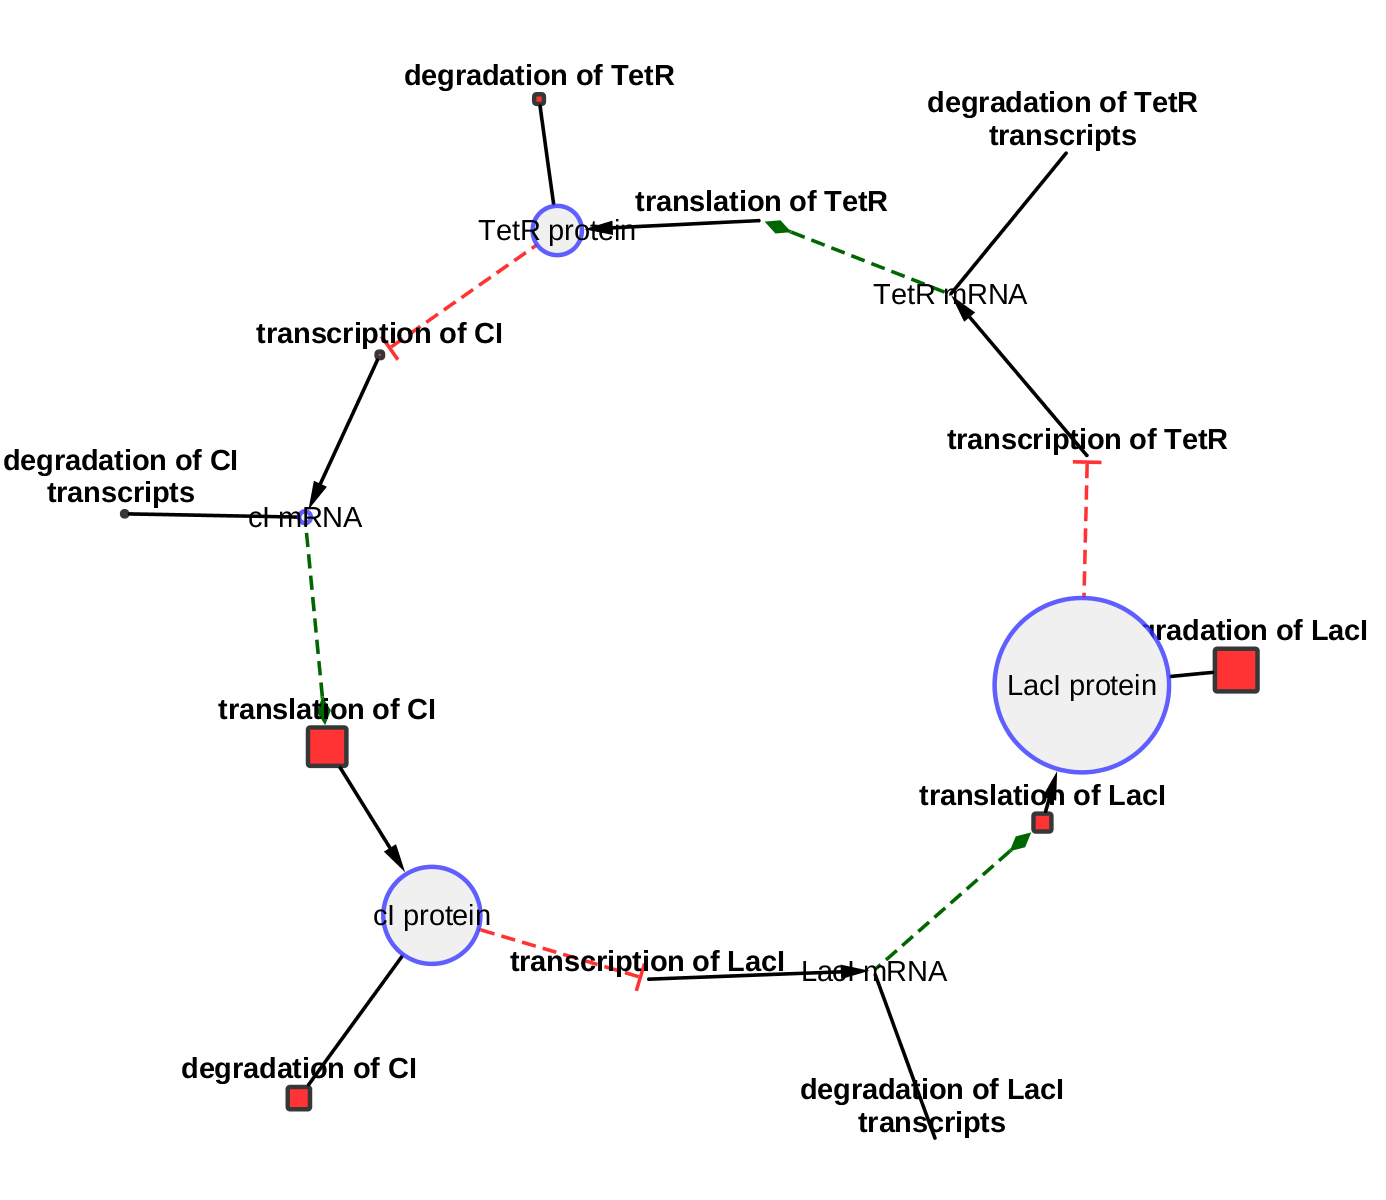 degradation of TetR
degradation of TetR
transcripts
translation of TetR
TetR protein
TetR mRNA
transcription of CI
transcription of TetR
degradation of CI
transcripts
cI mRNA
gradation of LacI
LacI protein
translation of CI
translation of LacI
cI protein
transcription of LacI
LacI mRNA
degradation of CI
degradation of LacI
transcripts